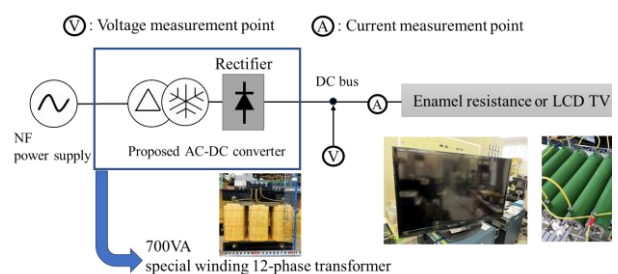 V : Voltage measurement point
A : Current measurement point
Rectifier
DC bus
A
Enamel resistance or LCD TV
NF
power supply
Proposed AC-DC converter
V
700VA
special winding 12-phase transformer